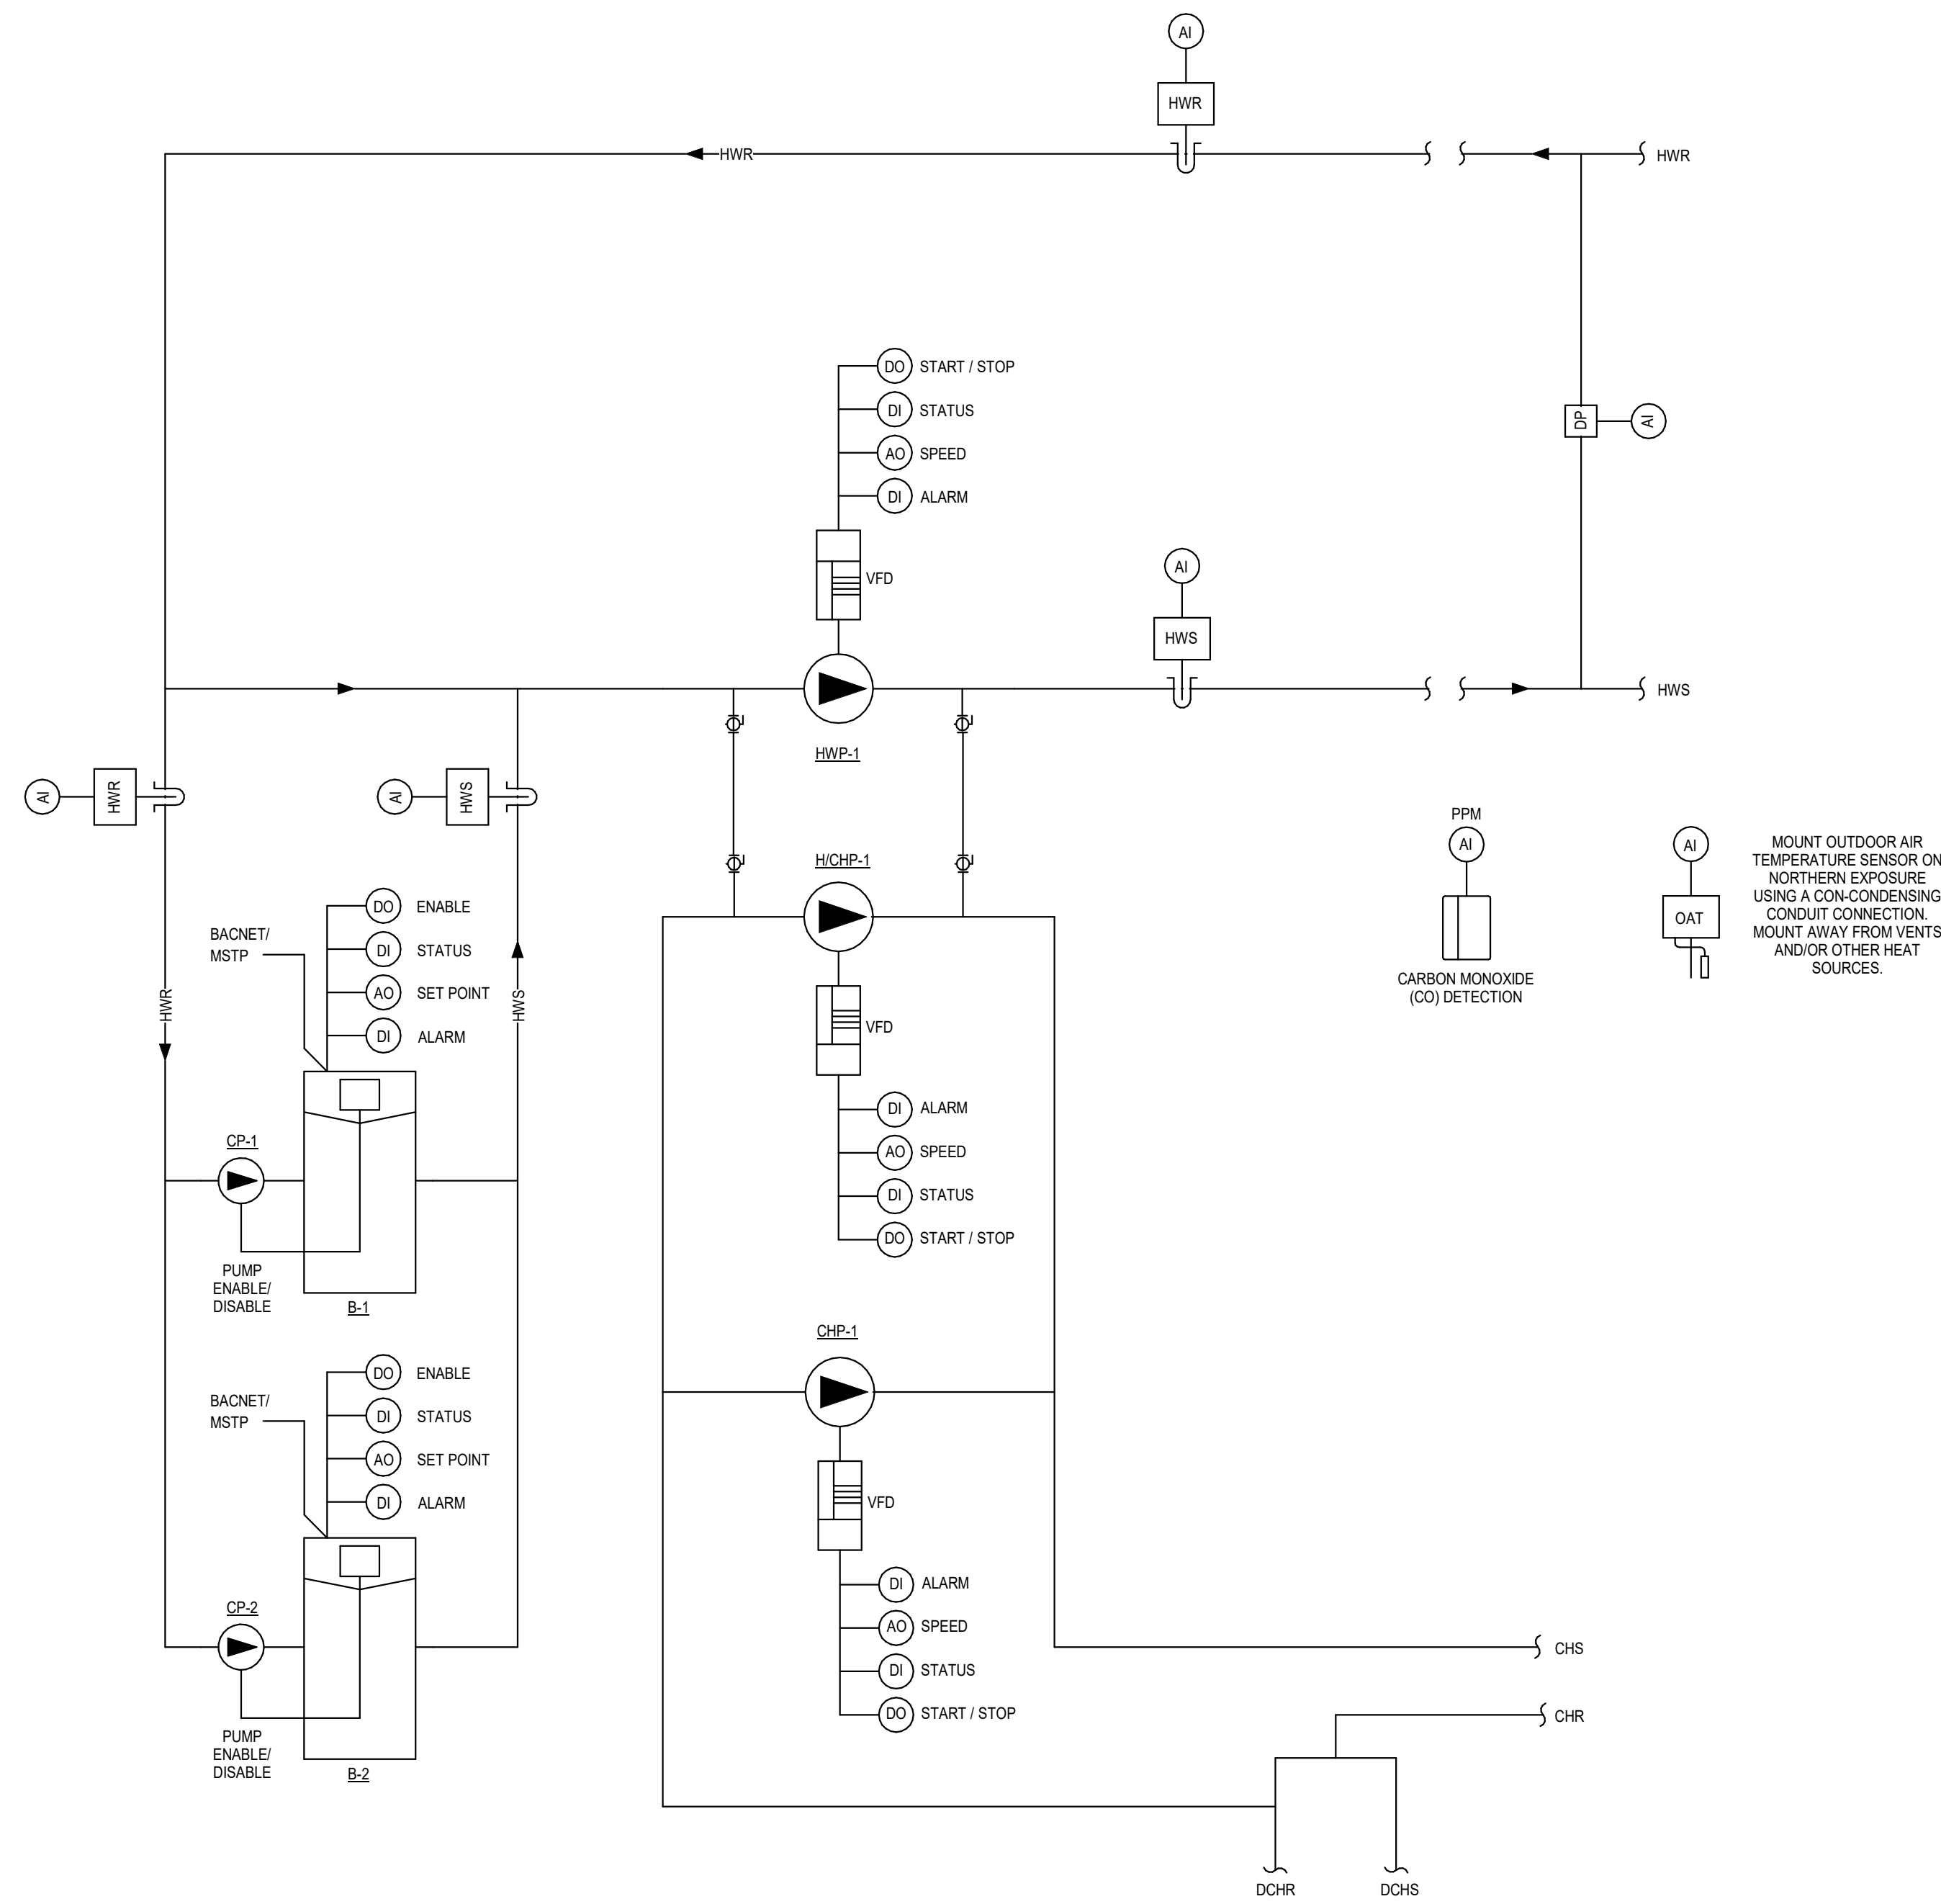 AI
HWR
HWR
HWR
DO START / STOP
DI STATUS
AO SPEED
DI ALARM
VFD
HWP-1
DP
AI
AI
HWS
HWS
AI
HWR
AI
HWS
HWR
HWS
BACNET/
MSTP
DO ENABLE
DI STATUS
AO SET POINT
DI ALARM
CP-1
PUMP
ENABLE/
DISABLE
B-1
BACNET/
MSTP
DO ENABLE
DI STATUS
AO SET POINT
DI ALARM
CP-2
PUMP
ENABLE/
DISABLE
B-2
H/CHP-1
VFD
DI ALARM
AO SPEED
DI STATUS
DO START / STOP
CHP-1
VFD
DI ALARM
AO SPEED
DI STATUS
DO START / STOP
PPM
AI
CARBON MONOXIDE
(CO) DETECTION
AI
OAT
MOUNT OUTDOOR AIR
TEMPERATURE SENSOR ON
NORTHERN EXPOSURE
USING A CON-CONDENSING
CONDUIT CONNECTION.
MOUNT AWAY FROM VENTS
AND/OR OTHER HEAT
SOURCES.
CHS
CHR
DCHR
DCHS